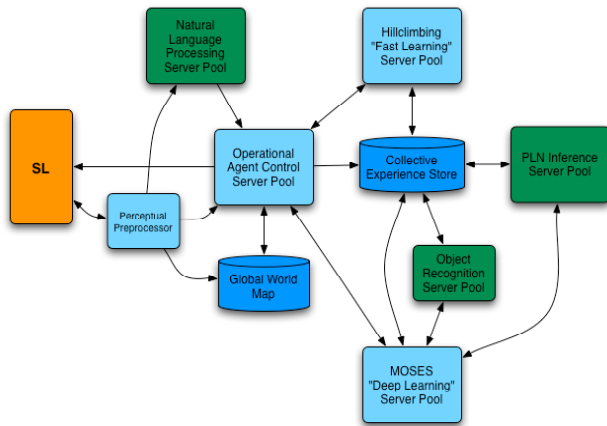 Natural
Language
Processing
Server Pool
Hillclimbing
"Fast Learning"
Server Pool
SL
Operational
Agent Control
Server Pool
Collective
Experience Store
PLN Inference
Server Pool
Perceptual
Preprocessor
Global World
Map
Object
Recognition
Server Pool
MOSES
"Deep Learning"
Server Pool